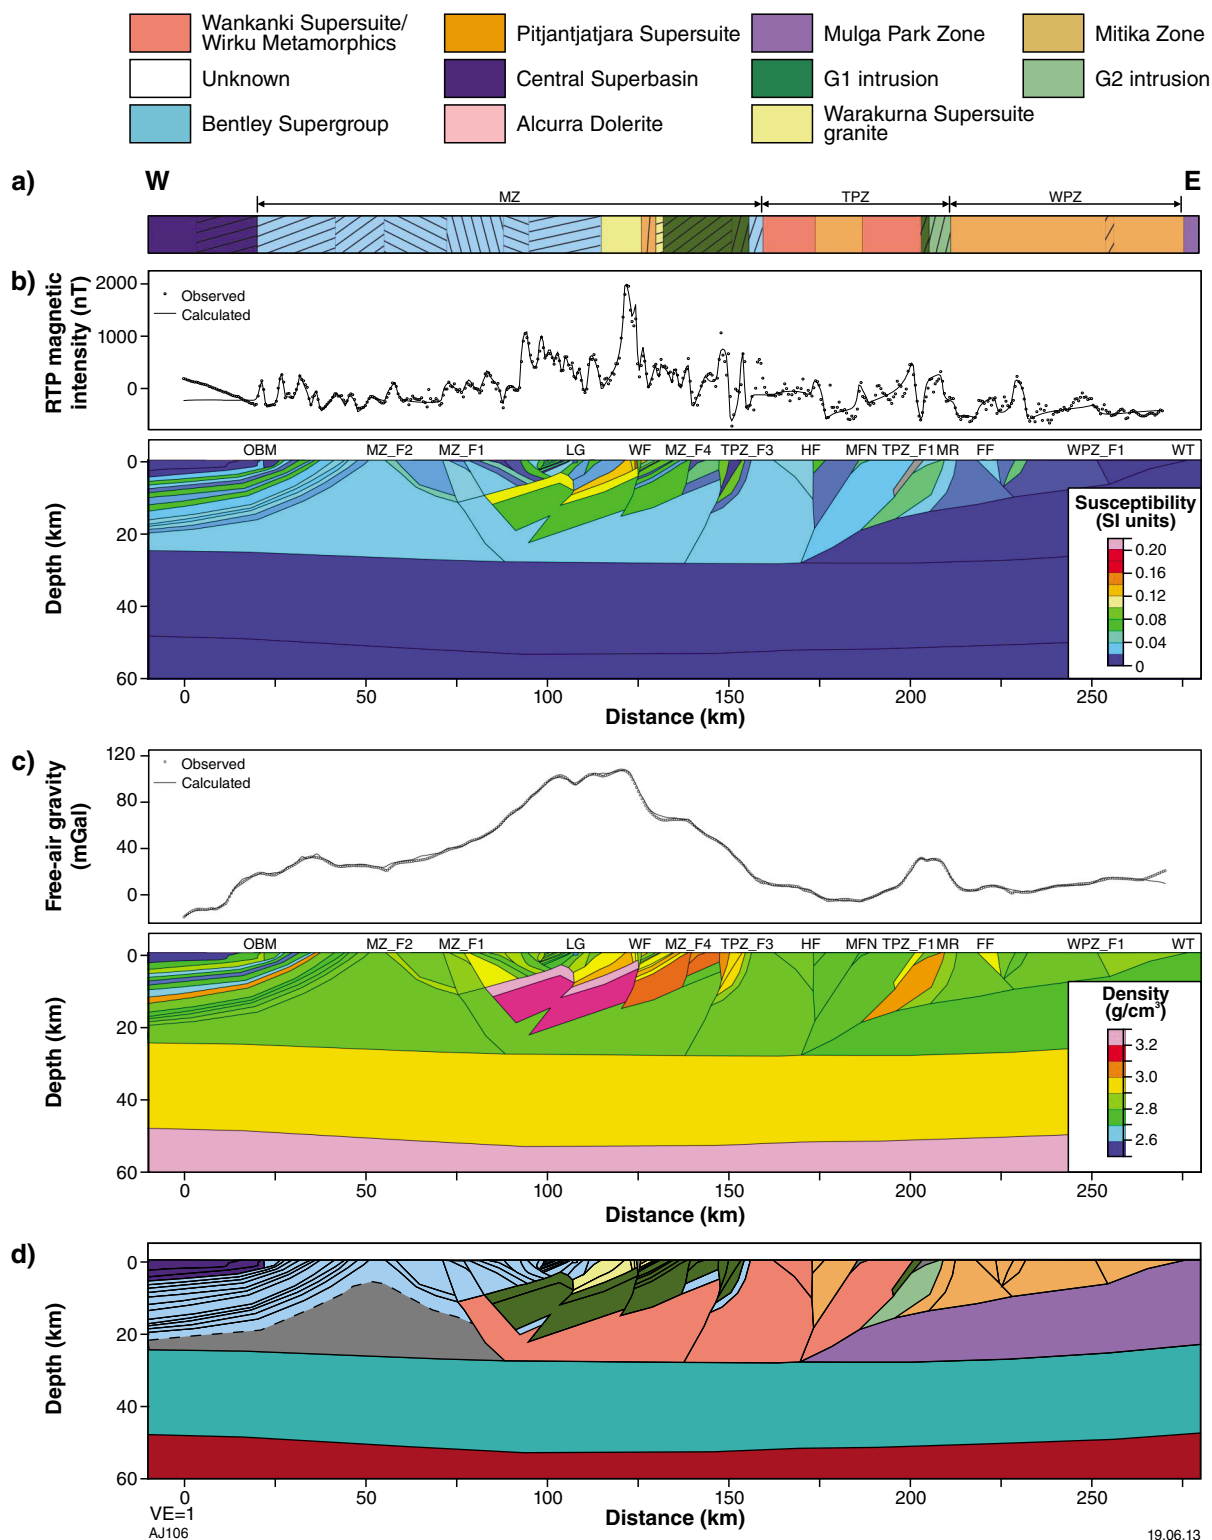 Wankanki Supersuite/
Wirku Metamorphics
Pitjantjatjara Supersuite
Mulga Park Zone
Mitika Zone
Unknown
Central Superbasin
G1 intrusion
G2 intrusion
Bentley Supergroup
Alcurra Dolerite
Warakurna Supersuite
granite
a)
W
E
MZ
TPZ
WPZ
b)
RTP magnetic
intensity (nT)
2000
1000
0
Observed
Calculated
OBM
MZ_F2
MZ_F1
LG
WF
MZ_F4
TPZ_F3
HF
MFN
TPZ_F1
MR
FF
WPZ_F1
WT
Depth (km)
0
20
40
60
Susceptibility
(SI units)
0.20
0.16
0.12
0.08
0.04
0
0
50
100
150
200
250
Distance (km)
c)
Free-air gravity
(mGal)
120
80
40
0
Observed
Calculated
OBM
MZ_F2
MZ_F1
LG
WF
MZ_F4
TPZ_F3
HF
MFN
TPZ_F1
MR
FF
WPZ_F1
WT
Depth (km)
0
20
40
60
Density
(g/cm³)
3.2
3.0
2.8
2.6
0
50
100
150
200
250
Distance (km)
d)
Depth (km)
0
20
40
60
0
50
100
150
200
250
Distance (km)
VE=1
AJ106
19.06.13